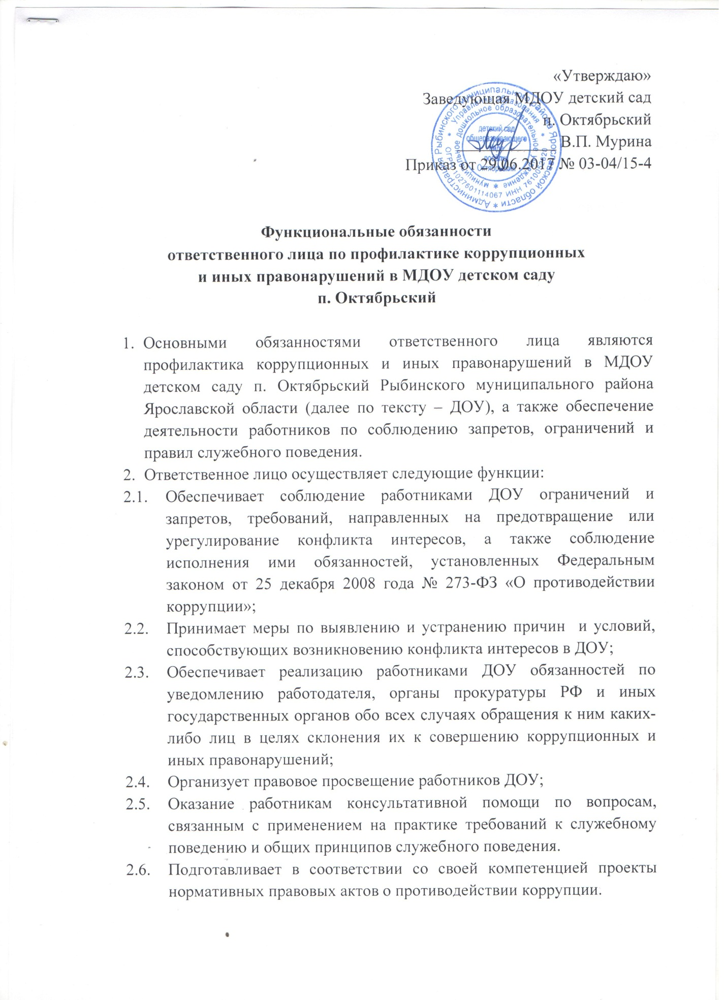 «Утверждаю»
Заведующая МДОУ детский сад
п. Октябрьский
В.П. Мурина
Приказ от 29.06.2017 № 03-04/15-4
Администрация Рыбинского муниципального района Ярославской области
Управление образования
ОГРН 1027601114067 ИНН 7610052820
муниципальное дошкольное образовательное учреждение
детский сад
общеразвивающего
вида
посёлка
Октябрьский
Функциональные обязанности
ответственного лица по профилактике коррупционных
и иных правонарушений в МДОУ детском саду
п. Октябрьский
1. Основными обязанностями ответственного лица являются
профилактика коррупционных и иных правонарушений в МДОУ
детском саду п. Октябрьский Рыбинского муниципального района
Ярославской области (далее по тексту – ДОУ), а также обеспечение
деятельности работников по соблюдению запретов, ограничений и
правил служебного поведения.
2. Ответственное лицо осуществляет следующие функции:
2.1. Обеспечивает соблюдение работниками ДОУ ограничений и
запретов, требований, направленных на предотвращение или
урегулирование конфликта интересов, а также соблюдение
исполнения ими обязанностей, установленных Федеральным
законом от 25 декабря 2008 года № 273-ФЗ «О противодействии
коррупции»;
2.2. Принимает меры по выявлению и устранению причин и условий,
способствующих возникновению конфликта интересов в ДОУ;
2.3. Обеспечивает реализацию работниками ДОУ обязанностей по
уведомлению работодателя, органы прокуратуры РФ и иных
государственных органов обо всех случаях обращения к ним каких-
либо лиц в целях склонения их к совершению коррупционных и
иных правонарушений;
2.4. Организует правовое просвещение работников ДОУ;
2.5. Оказание работникам консультативной помощи по вопросам,
связанным с применением на практике требований к служебному
поведению и общих принципов служебного поведения.
2.6. Подготавливает в соответствии со своей компетенцией проекты
нормативных правовых актов о противодействии коррупции.